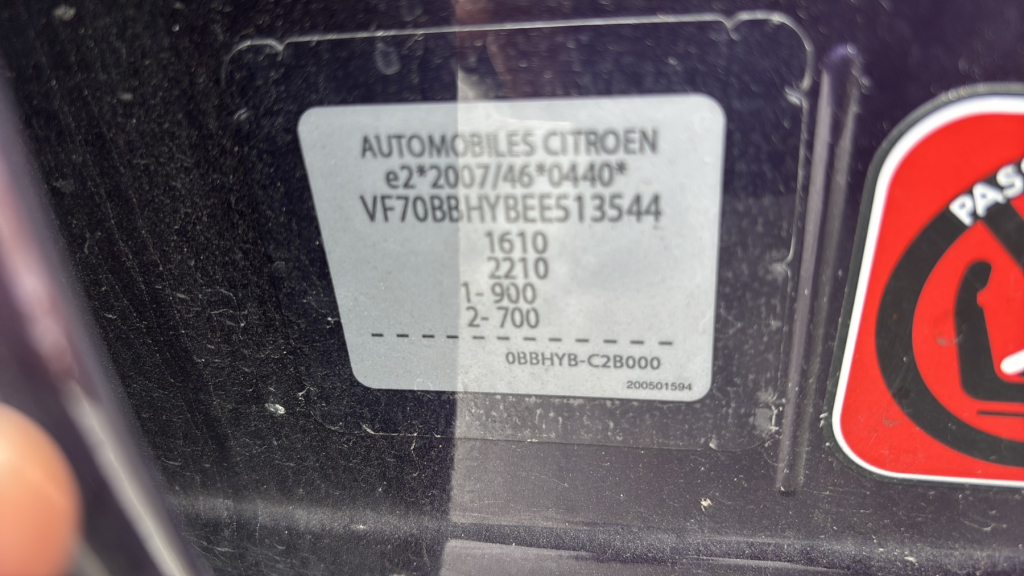 AUTOMOBILES CITROEN
e2*2007/46*0440*
VF70BBHYBEE513544
1610
2210
1- 900
2- 700
0BBHYB-C2B000
200501594